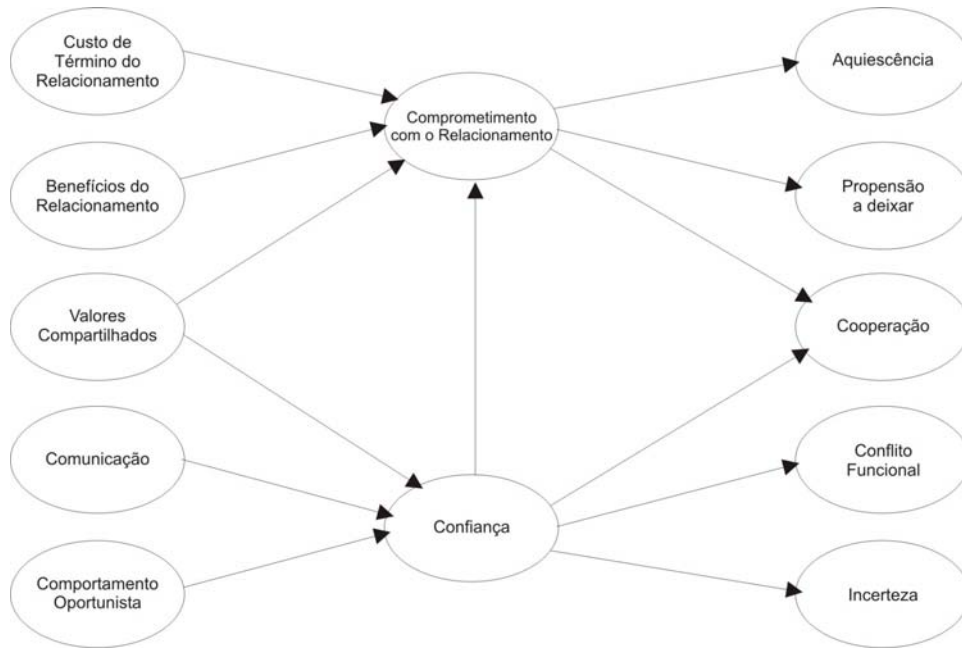 Custo de
Término do
Relacionamento
Benefícios do
Relacionamento
Valores
Compartilhados
Comunicação
Comportamento
Oportunista
Comprometimento
com o Relacionamento
Confiança
Aquiescência
Propensão
a deixar
Cooperação
Conflito
Funcional
Incerteza